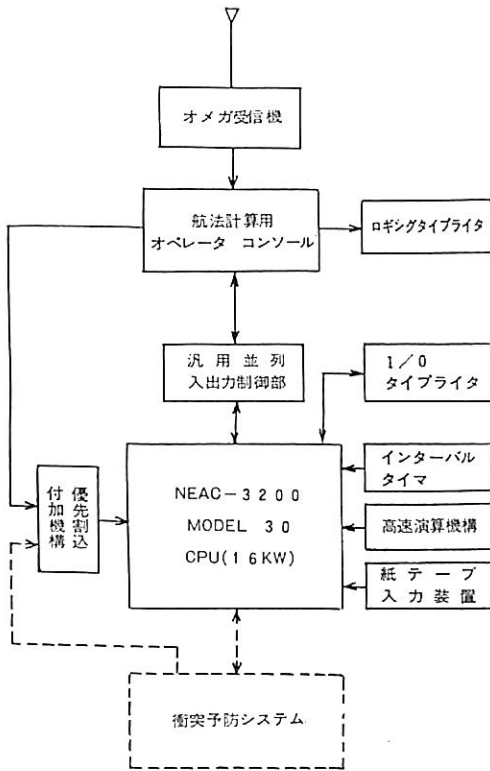 オメガ受信機
航法計算用
オペレータ コンソール
ロギングタイプライタ
汎用並列
入出力制御部
I/O
タイプライタ
優先割込
付加機構
NEAC-3200
MODEL 30
CPU(16KW)
インターバル
タイマ
高速演算機構
紙テープ
入力装置
衝突予防システム